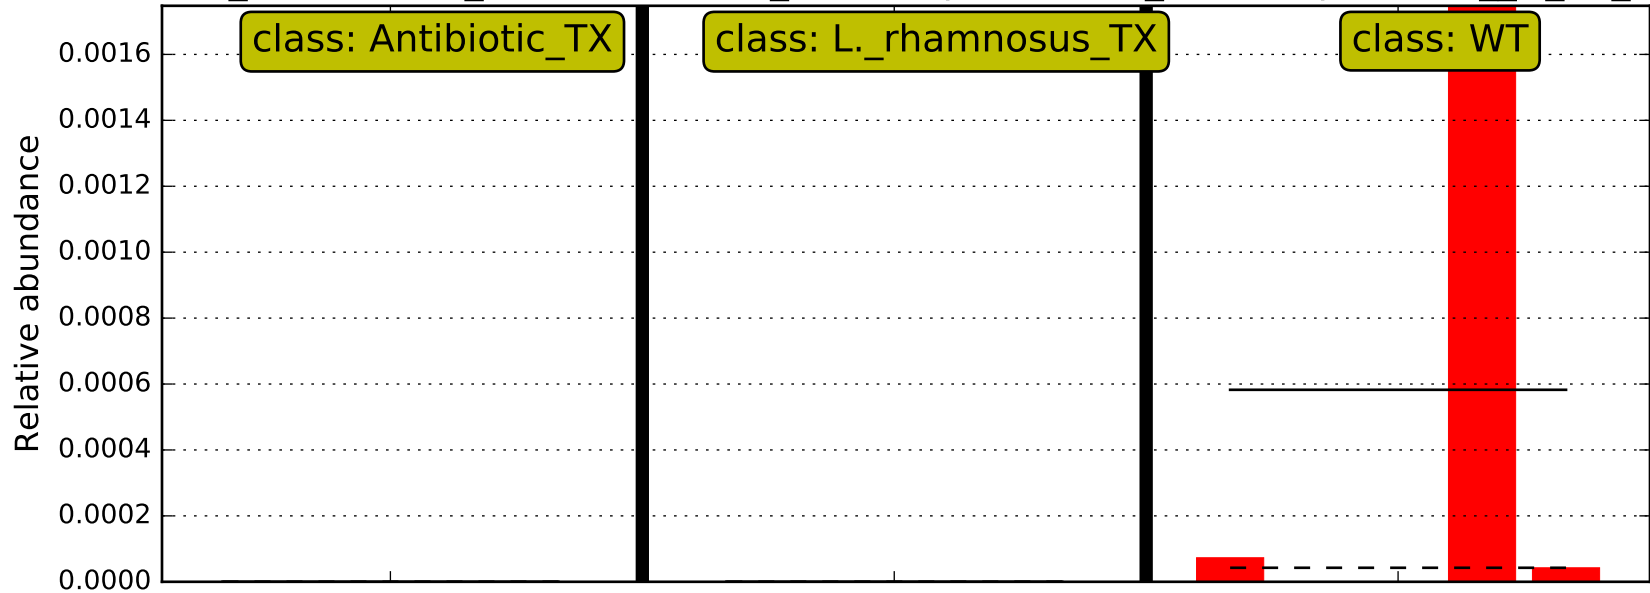 class: Antibiotic_TX
class: L._rhamnosus_TX
class: WT
Relative abundance
0.0016
0.0014
0.0012
0.0010
0.0008
0.0006
0.0004
0.0002
0.0000